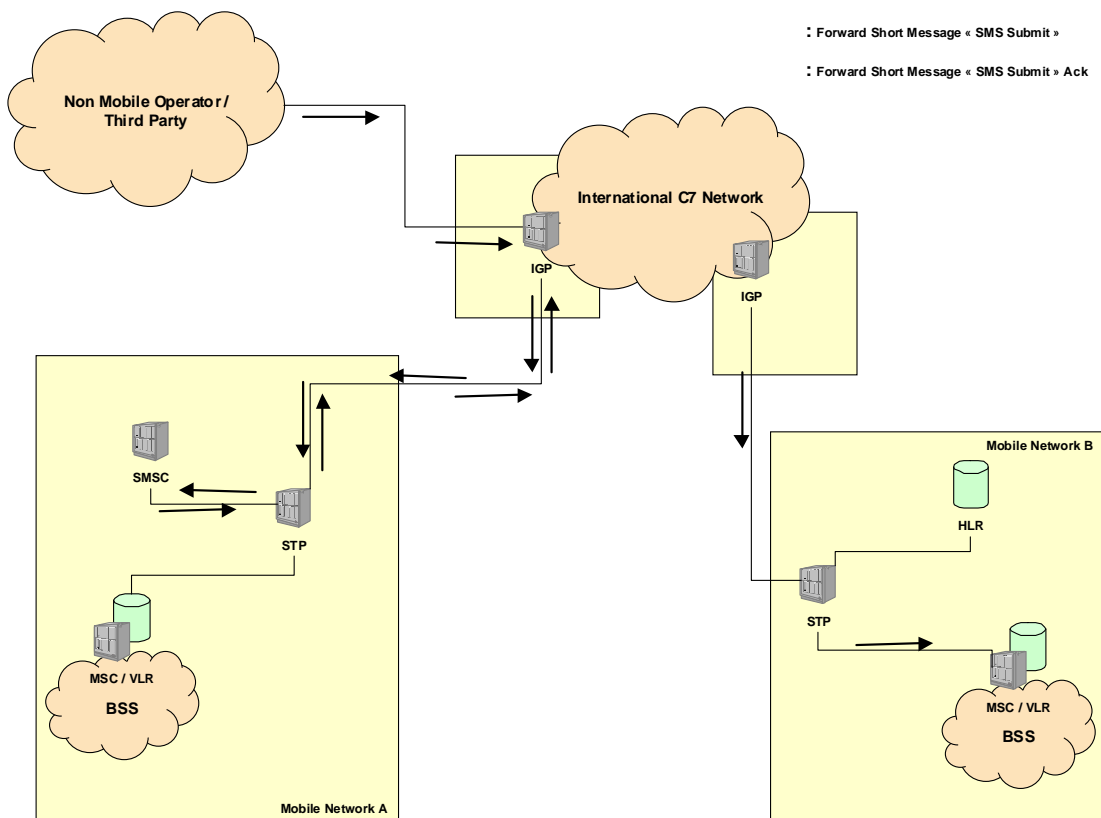 : Forward Short Message « SMS Submit »
: Forward Short Message « SMS Submit » Ack
Non Mobile Operator /
Third Party
International C7 Network
IGP
IGP
SMSC
STP
MSC / VLR
BSS
Mobile Network A
Mobile Network B
HLR
STP
MSC / VLR
BSS